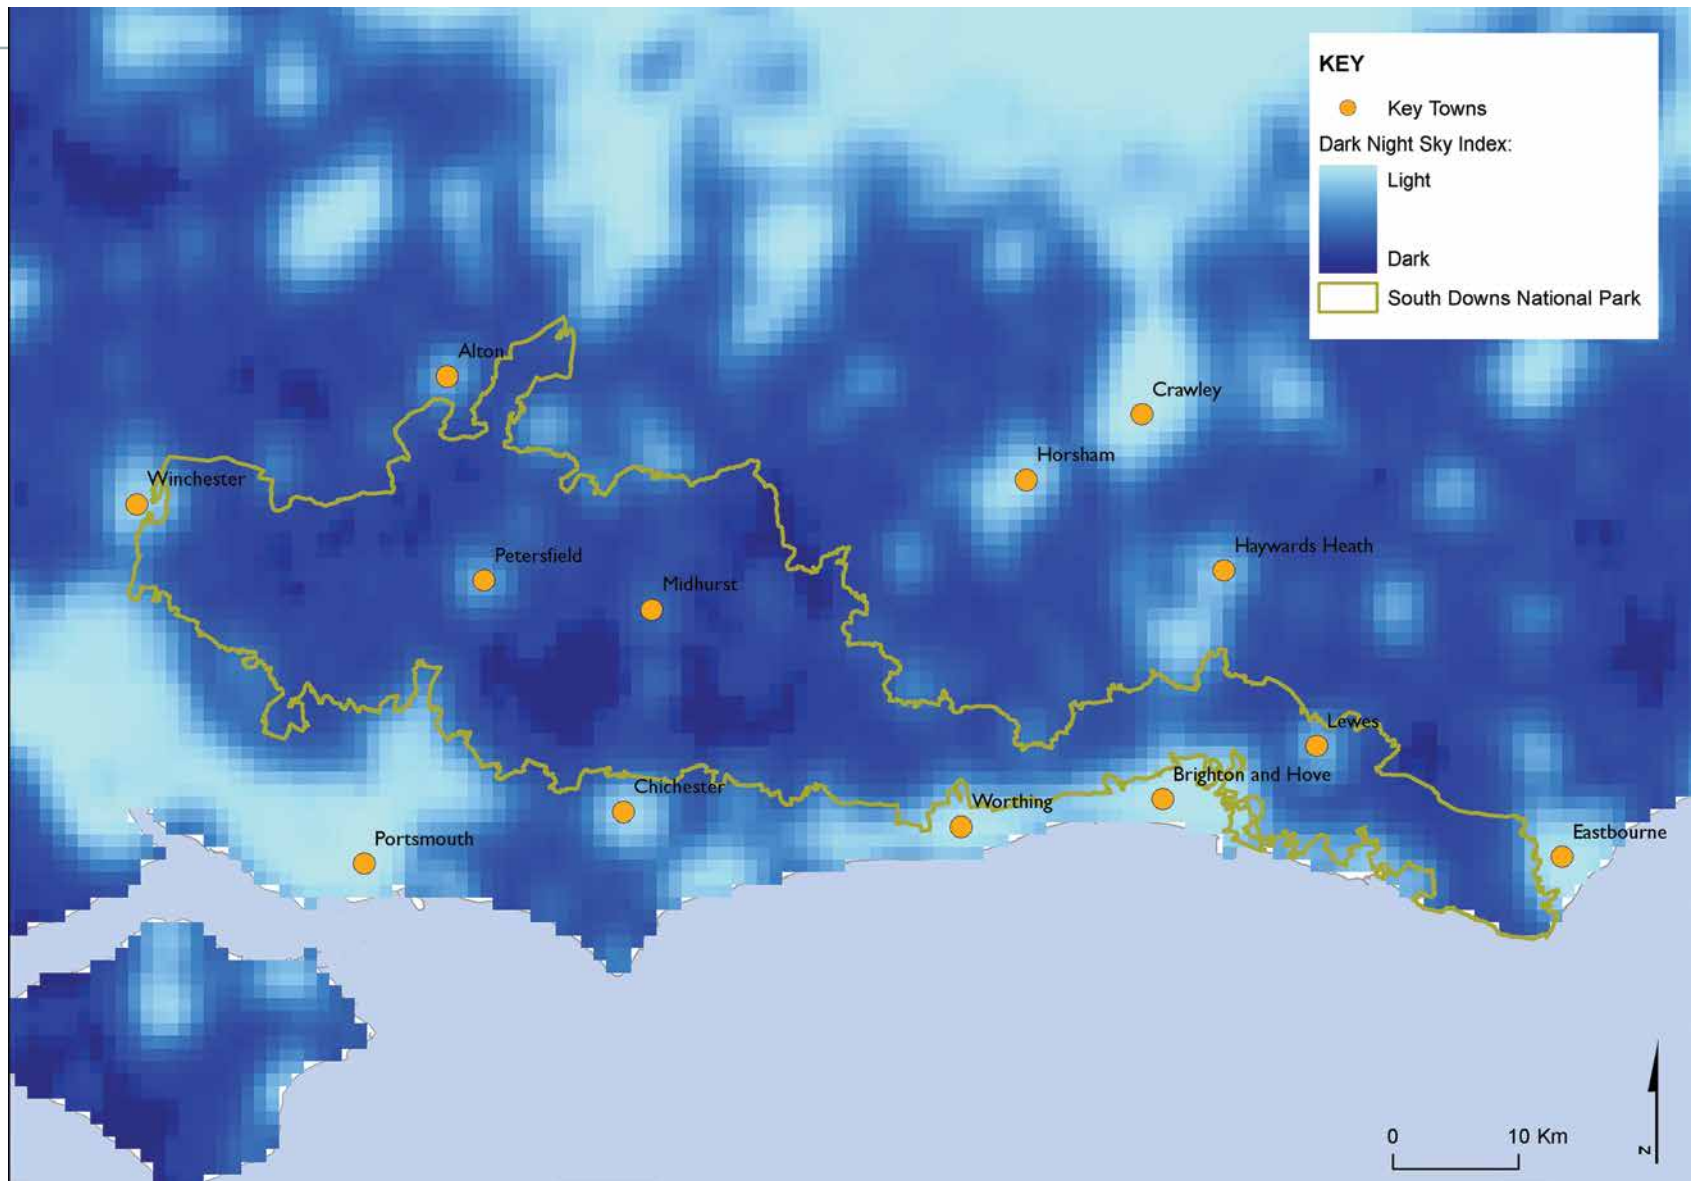 KEY
Key Towns
Dark Night Sky Index:
Light
Dark
South Downs National Park
Alton
Crawley
Horsham
Winchester
Haywards Heath
Petersfield
Midhurst
Lewes
Brighton and Hove
Chichester
Worthing
Eastbourne
Portsmouth
0 10 Km
N